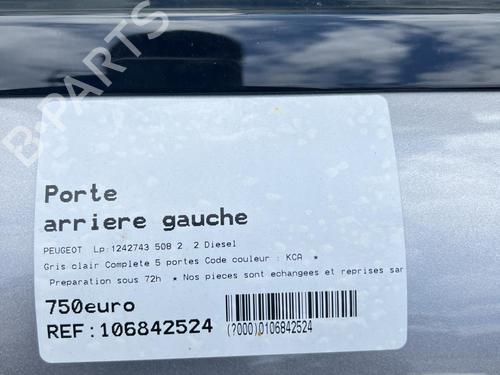 B-PARTS
Porte
arriere gauche
PEUGEOT Lp:1242743 508 2 2 Diesel
Gris clair Complete 5 portes Code couleur : KCA *
Preparation sous 72h * Nos pieces sont echangees et reprises san
750euro
REF:106842524
(?000)0106842524